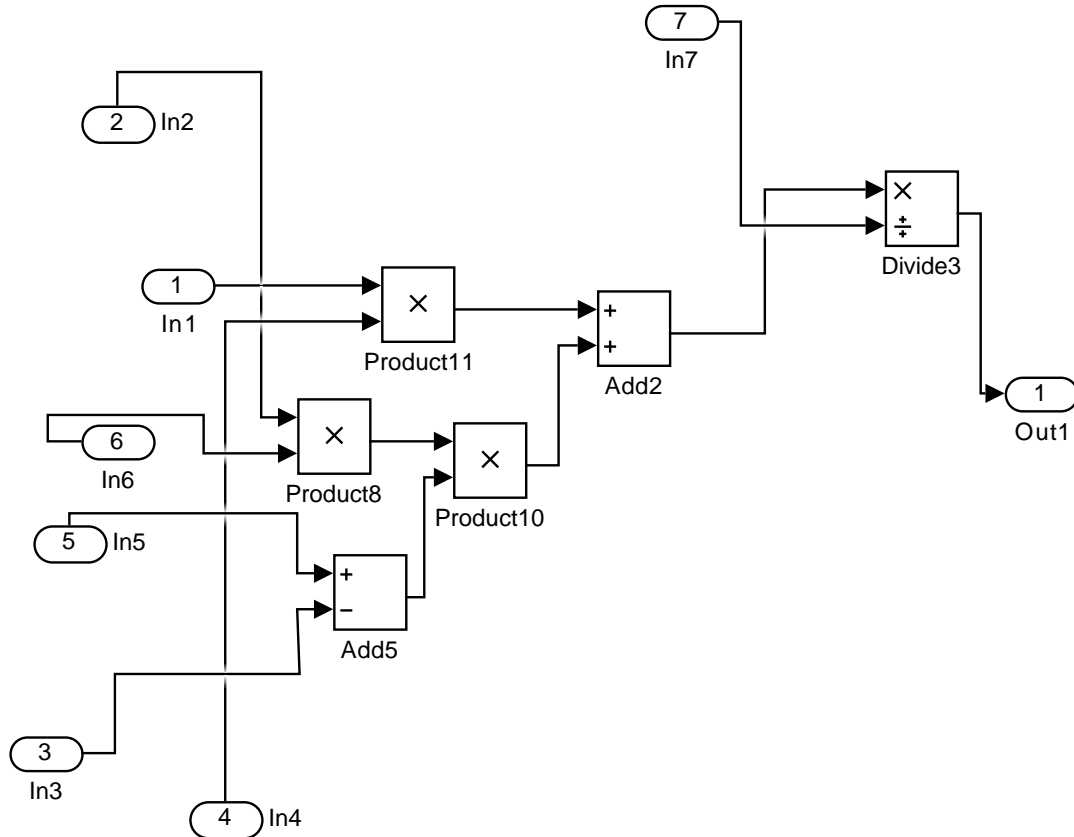 7
In7
2
In2
×
÷
Divide3
1
In1
×
Product11
+
+
Add2
1
Out1
6
In6
×
Product8
×
Product10
5
In5
+
−
Add5
3
In3
4
In4